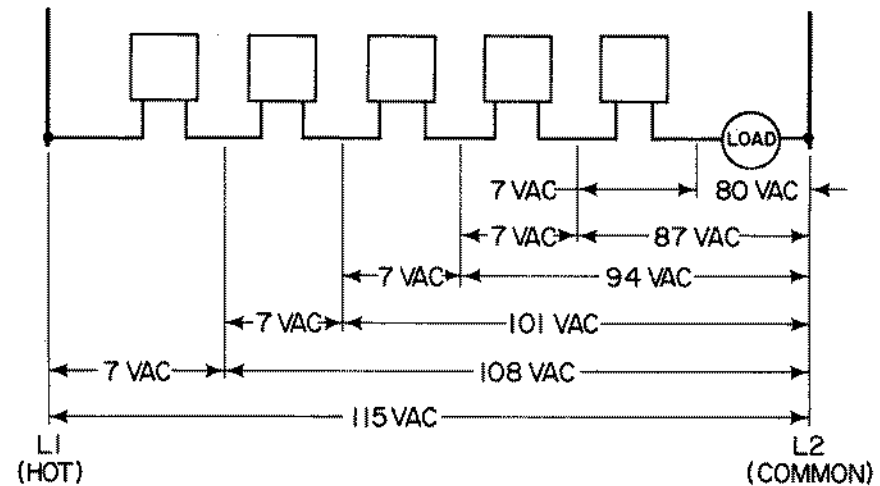 LOAD
7 VAC 80 VAC
7 VAC 87 VAC
7 VAC 94 VAC
7 VAC 101 VAC
7 VAC 108 VAC
115 VAC
L1 L2
(HOT) (COMMON)